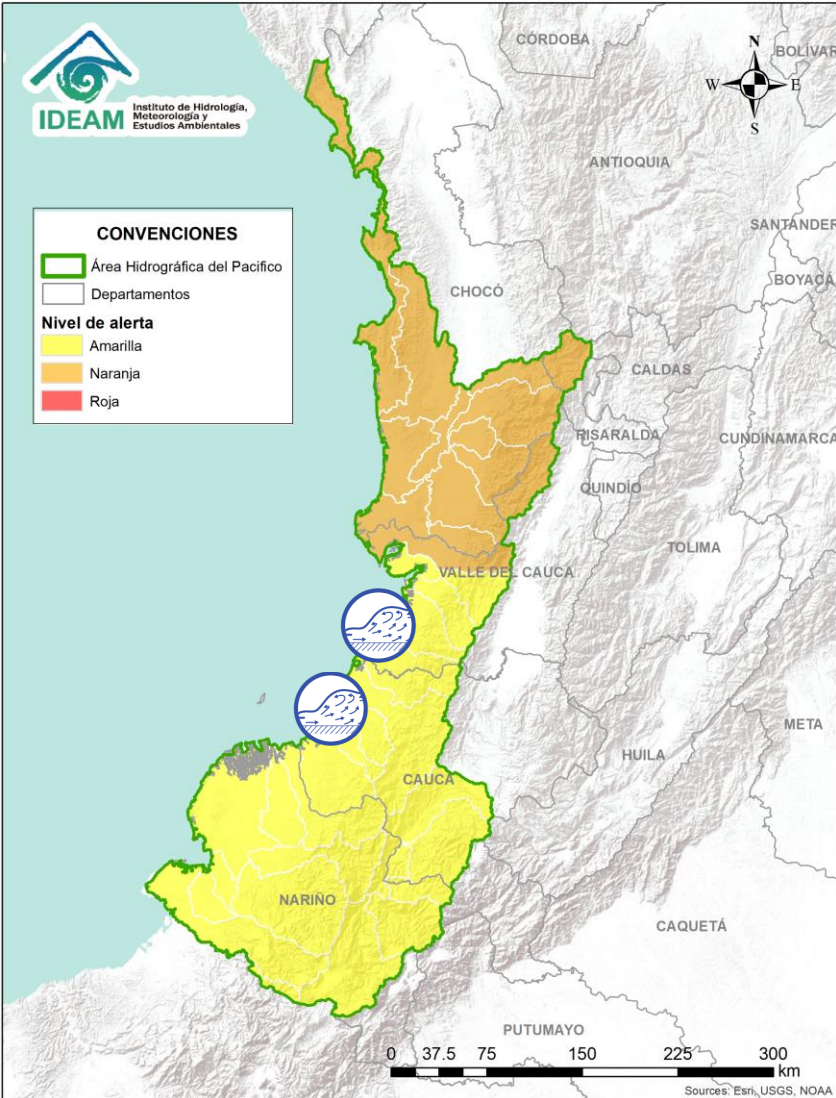 IDEAM
Instituto de Hidrología,
Meteorología y
Estudios Ambientales
CÓRDOBA
BOLÍVAR
N
W
E
S
ANTIOQUIA
SANTANDER
BOYACÁ
CONVENCIONES
Área Hidrográfica del Pacifico
Departamentos
Nivel de alerta
Amarilla
Naranja
Roja
CHOCÓ
CALDAS
RISARALDA
CUNDINAMARCA
QUINDÍO
TOLIMA
VALLE DEL CAUCA
META
HUILA
CAUCA
NARIÑO
CAQUETÁ
PUTUMAYO
0 37.5 75 150 225 300
km
Sources: Esri, USGS, NOAA